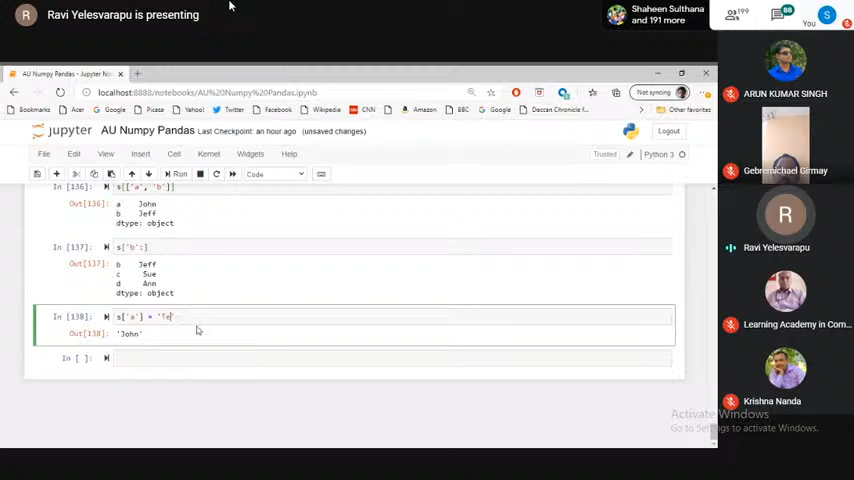 R Ravi Yelesvarapu is presenting
Shaheen Sulthana
and 191 more
199
88
You
S
AU Numpy Pandas - Jupyter Not
localhost:8888/notebooks/AU%20Numpy%20Pandas.ipynb
Not syncing
Bookmarks Acer Google Picasa Yahoo! Twitter Google Facebook Wikipedia CNN Amazon BBC Google Deccan Chronicle | Other favorites
jupyter AU Numpy Pandas Last Checkpoint: an hour ago (unsaved changes) Logout
File Edit View Insert Cell Kernel Widgets Help Trusted Python 3
Run Code
In [136]: s[['a', 'b']]
Out[136]: a John
b Jeff
dtype: object
In [137]: s['b':]
Out[137]: b Jeff
c Sue
d Ann
dtype: object
In [138]: s['a'] = 'Te'
Out[138]: 'John'
In [ ]:
ARUN KUMAR SINGH
Gebremichael Girmay
R
Ravi Yelesvarapu
Learning Academy in Com...
Krishna Nanda
Activate Windows
Go to Settings to activate Windows.